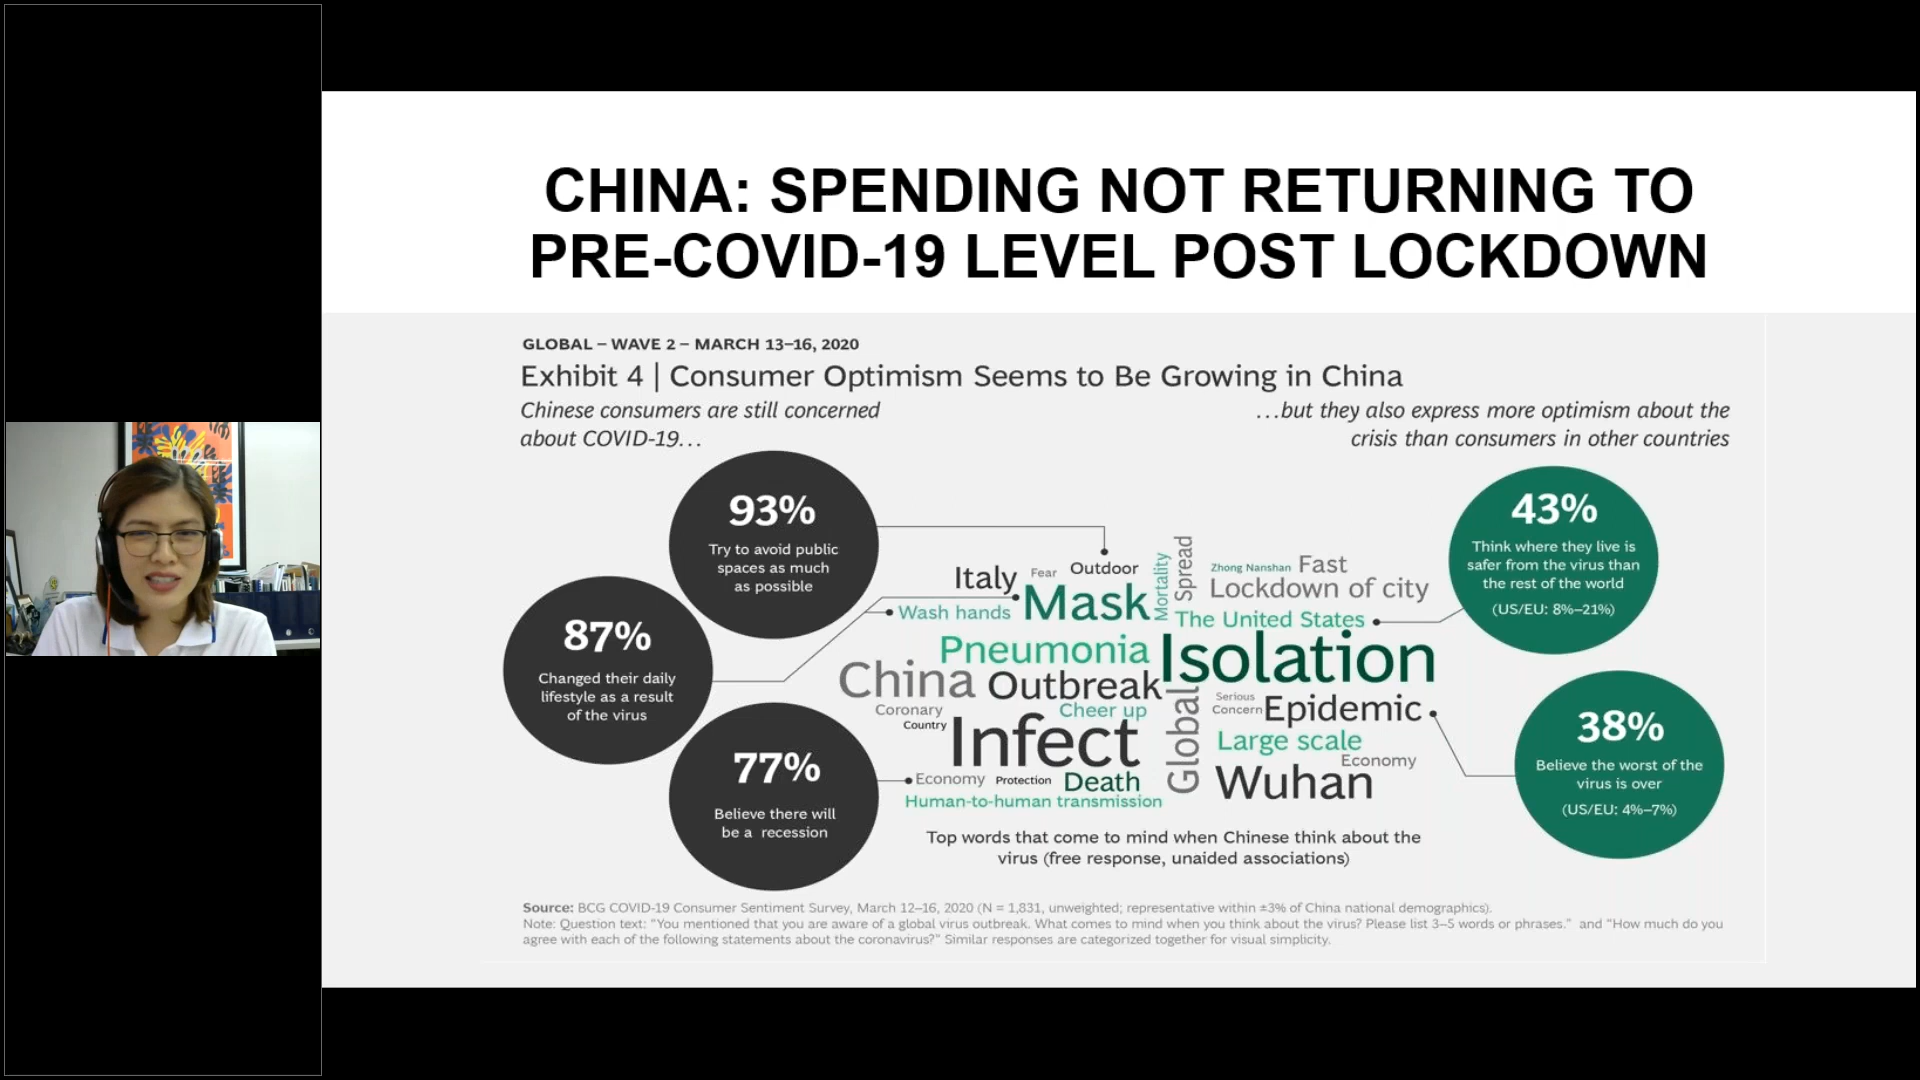 CHINA: SPENDING NOT RETURNING TO
PRE-COVID-19 LEVEL POST LOCKDOWN
GLOBAL – WAVE 2 – MARCH 13–16, 2020
Exhibit 4 | Consumer Optimism Seems to Be Growing in China
Chinese consumers are still concerned
about COVID-19…
…but they also express more optimism about the
crisis than consumers in other countries
93%
Try to avoid public
spaces as much
as possible
87%
Changed their daily
lifestyle as a result
of the virus
77%
Believe there will
be a recession
Italy
Fear
Outdoor
Mortality
Spread
Zhong Nanshan
Fast
Lockdown of city
Wash hands
Mask
The United States
Pneumonia
Isolation
China
Outbreak
Coronary
Cheer up
Global
Serious
Concern
Epidemic
Country
Infect
Large scale
Economy
Economy
Protection
Death
Wuhan
Human-to-human transmission
Top words that come to mind when Chinese think about the
virus (free response, unaided associations)
43%
Think where they live is
safer from the virus than
the rest of the world
(US/EU: 8%–21%)
38%
Believe the worst of the
virus is over
(US/EU: 4%–7%)
Source: BCG COVID-19 Consumer Sentiment Survey, March 12–16, 2020 (N = 1,831, unweighted; representative within ±3% of China national demographics).
Note: Question text: “You mentioned that you are aware of a global virus outbreak. What comes to mind when you think about the virus? Please list 3–5 words or phrases.” and “How much do you
agree with each of the following statements about the coronavirus?” Similar responses are categorized together for visual simplicity.